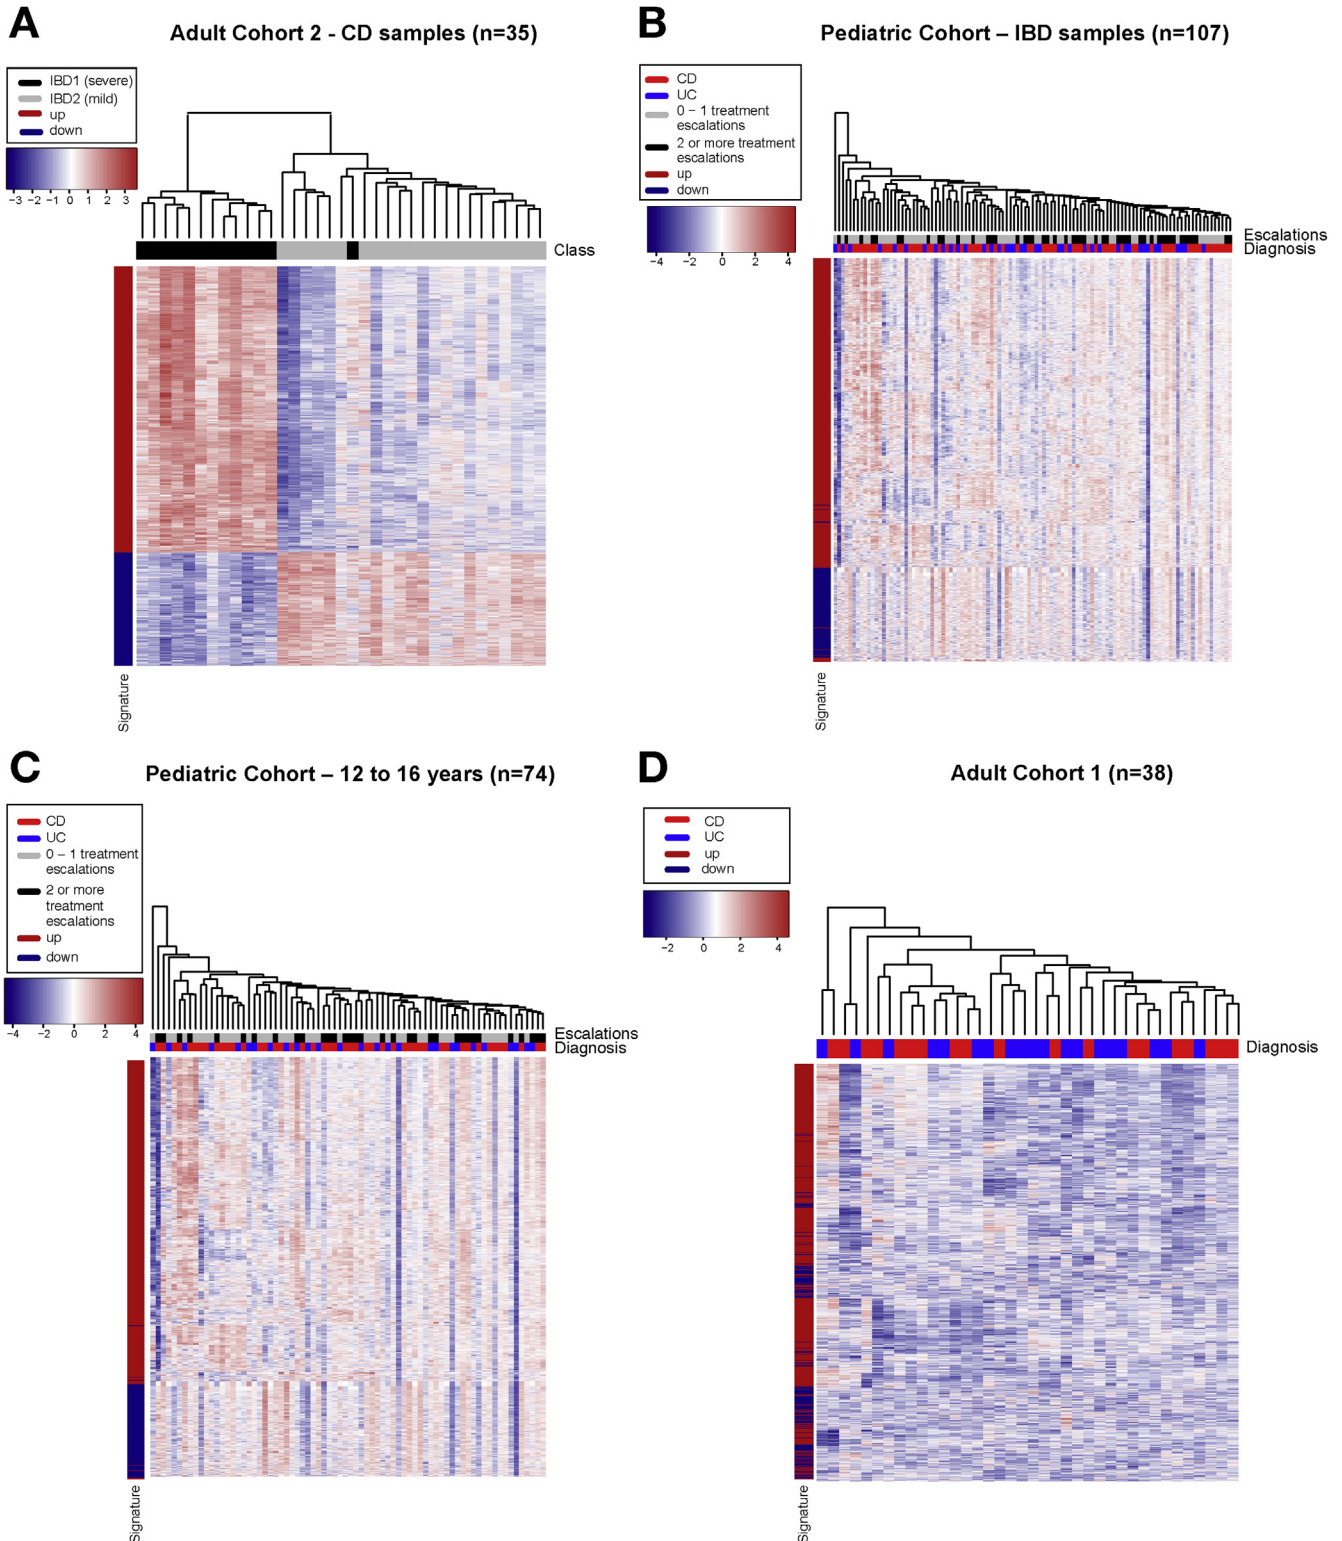 A
Adult Cohort 2 - CD samples (n=35)
IBD1 (severe)
IBD2 (mild)
up
down
−3 −2 −1 0 1 2 3
Class
Signature
B
Pediatric Cohort – IBD samples (n=107)
CD
UC
0 – 1 treatment
escalations
2 or more treatment
escalations
up
down
−4 −2 0 2 4
Escalations
Diagnosis
Signature
C
Pediatric Cohort – 12 to 16 years (n=74)
CD
UC
0 – 1 treatment
escalations
2 or more
treatment
escalations
up
down
−4 −2 0 2 4
Escalations
Diagnosis
Signature
D
Adult Cohort 1 (n=38)
CD
UC
up
down
−2 0 2 4
Diagnosis
Signature